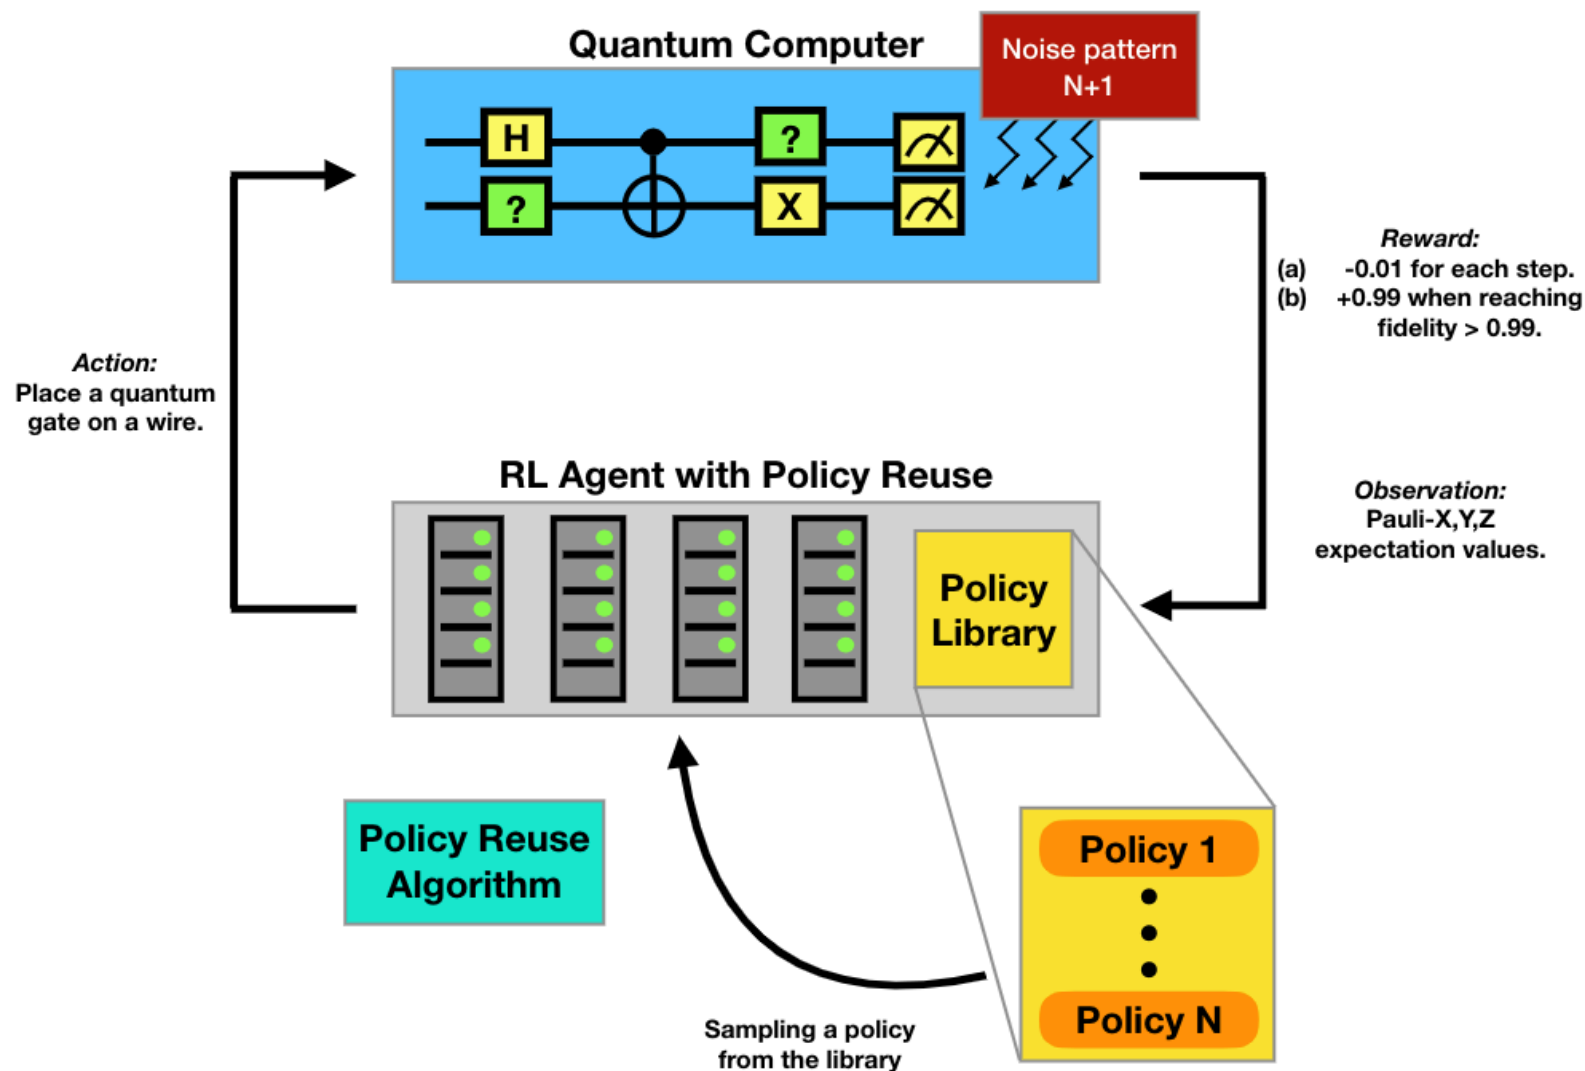 Quantum Computer
Noise pattern
N+1
H
?
?
X
Reward:
(a) -0.01 for each step.
(b) +0.99 when reaching
fidelity > 0.99.
Action:
Place a quantum
gate on a wire.
RL Agent with Policy Reuse
Observation:
Pauli-X,Y,Z
expectation values.
Policy
Library
Policy Reuse
Algorithm
Policy 1
Policy N
Sampling a policy
from the library